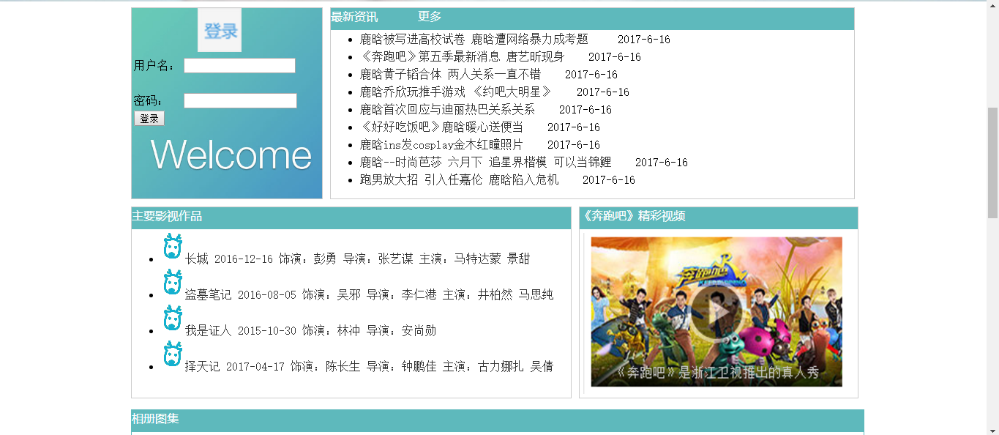 登录
用户名：
密码：
登录
Welcome
最新资讯 更多
鹿晗被写进高校试卷 鹿晗遭网络暴力成考题 2017-6-16
《奔跑吧》第五季最新消息 唐艺昕现身 2017-6-16
鹿晗黄子韬合体 两人关系一直不错 2017-6-16
鹿晗乔欣玩推手游戏 《约吧大明星》 2017-6-16
鹿晗首次回应与迪丽热巴关系关系 2017-6-16
《好好吃饭吧》鹿晗暖心送便当 2017-6-16
鹿晗ins发cosplay金木红瞳照片 2017-6-16
鹿晗--时尚芭莎 六月下 追星界楷模 可以当锦鲤 2017-6-16
跑男放大招 引入任嘉伦 鹿晗陷入危机 2017-6-16
主要影视作品
长城 2016-12-16 饰演：彭勇 导演：张艺谋 主演：马特达蒙 景甜
盗墓笔记 2016-08-05 饰演：吴邪 导演：李仁港 主演：井柏然 马思纯
我是证人 2015-10-30 饰演：林冲 导演：安尚勋
择天记 2017-04-17 饰演：陈长生 导演：钟鹏佳 主演：古力娜扎 吴倩
《奔跑吧》精彩视频
奔跑吧
《奔跑吧》是浙江卫视推出的真人秀
相册图集